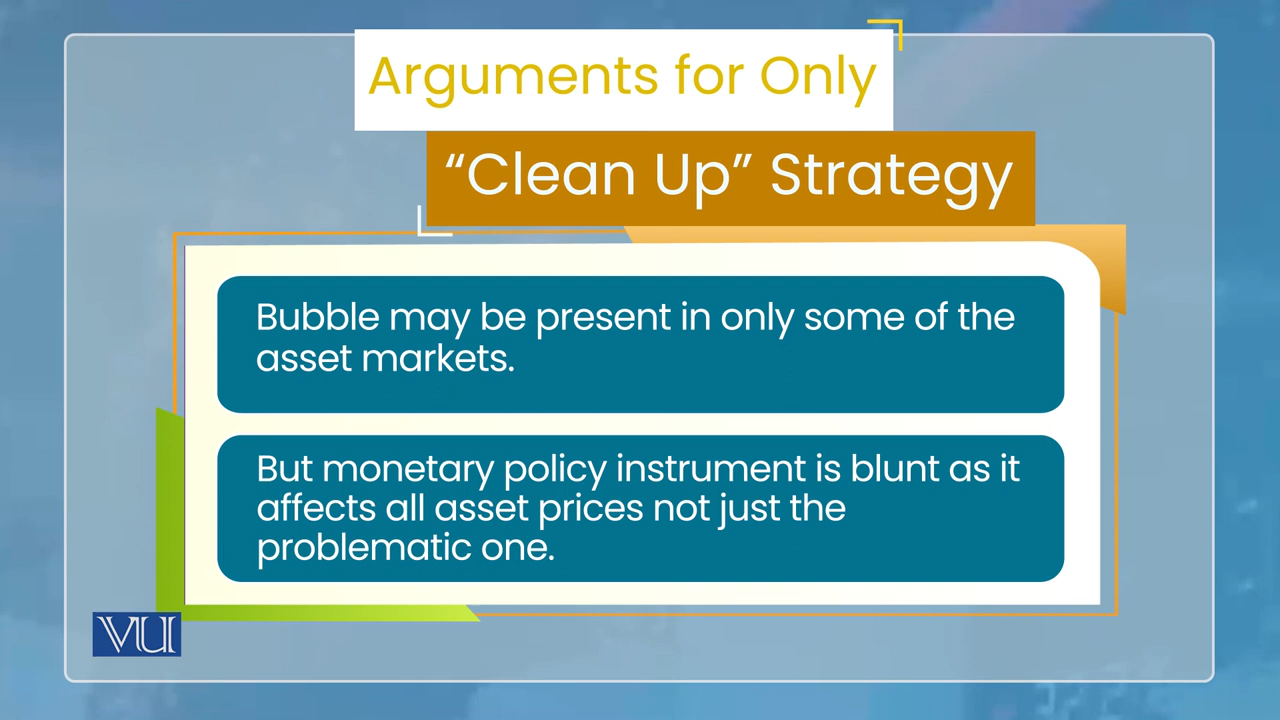 Arguments for Only
“Clean Up” Strategy
Bubble may be present in only some of the
asset markets.
But monetary policy instrument is blunt as it
affects all asset prices not just the
problematic one.
VU